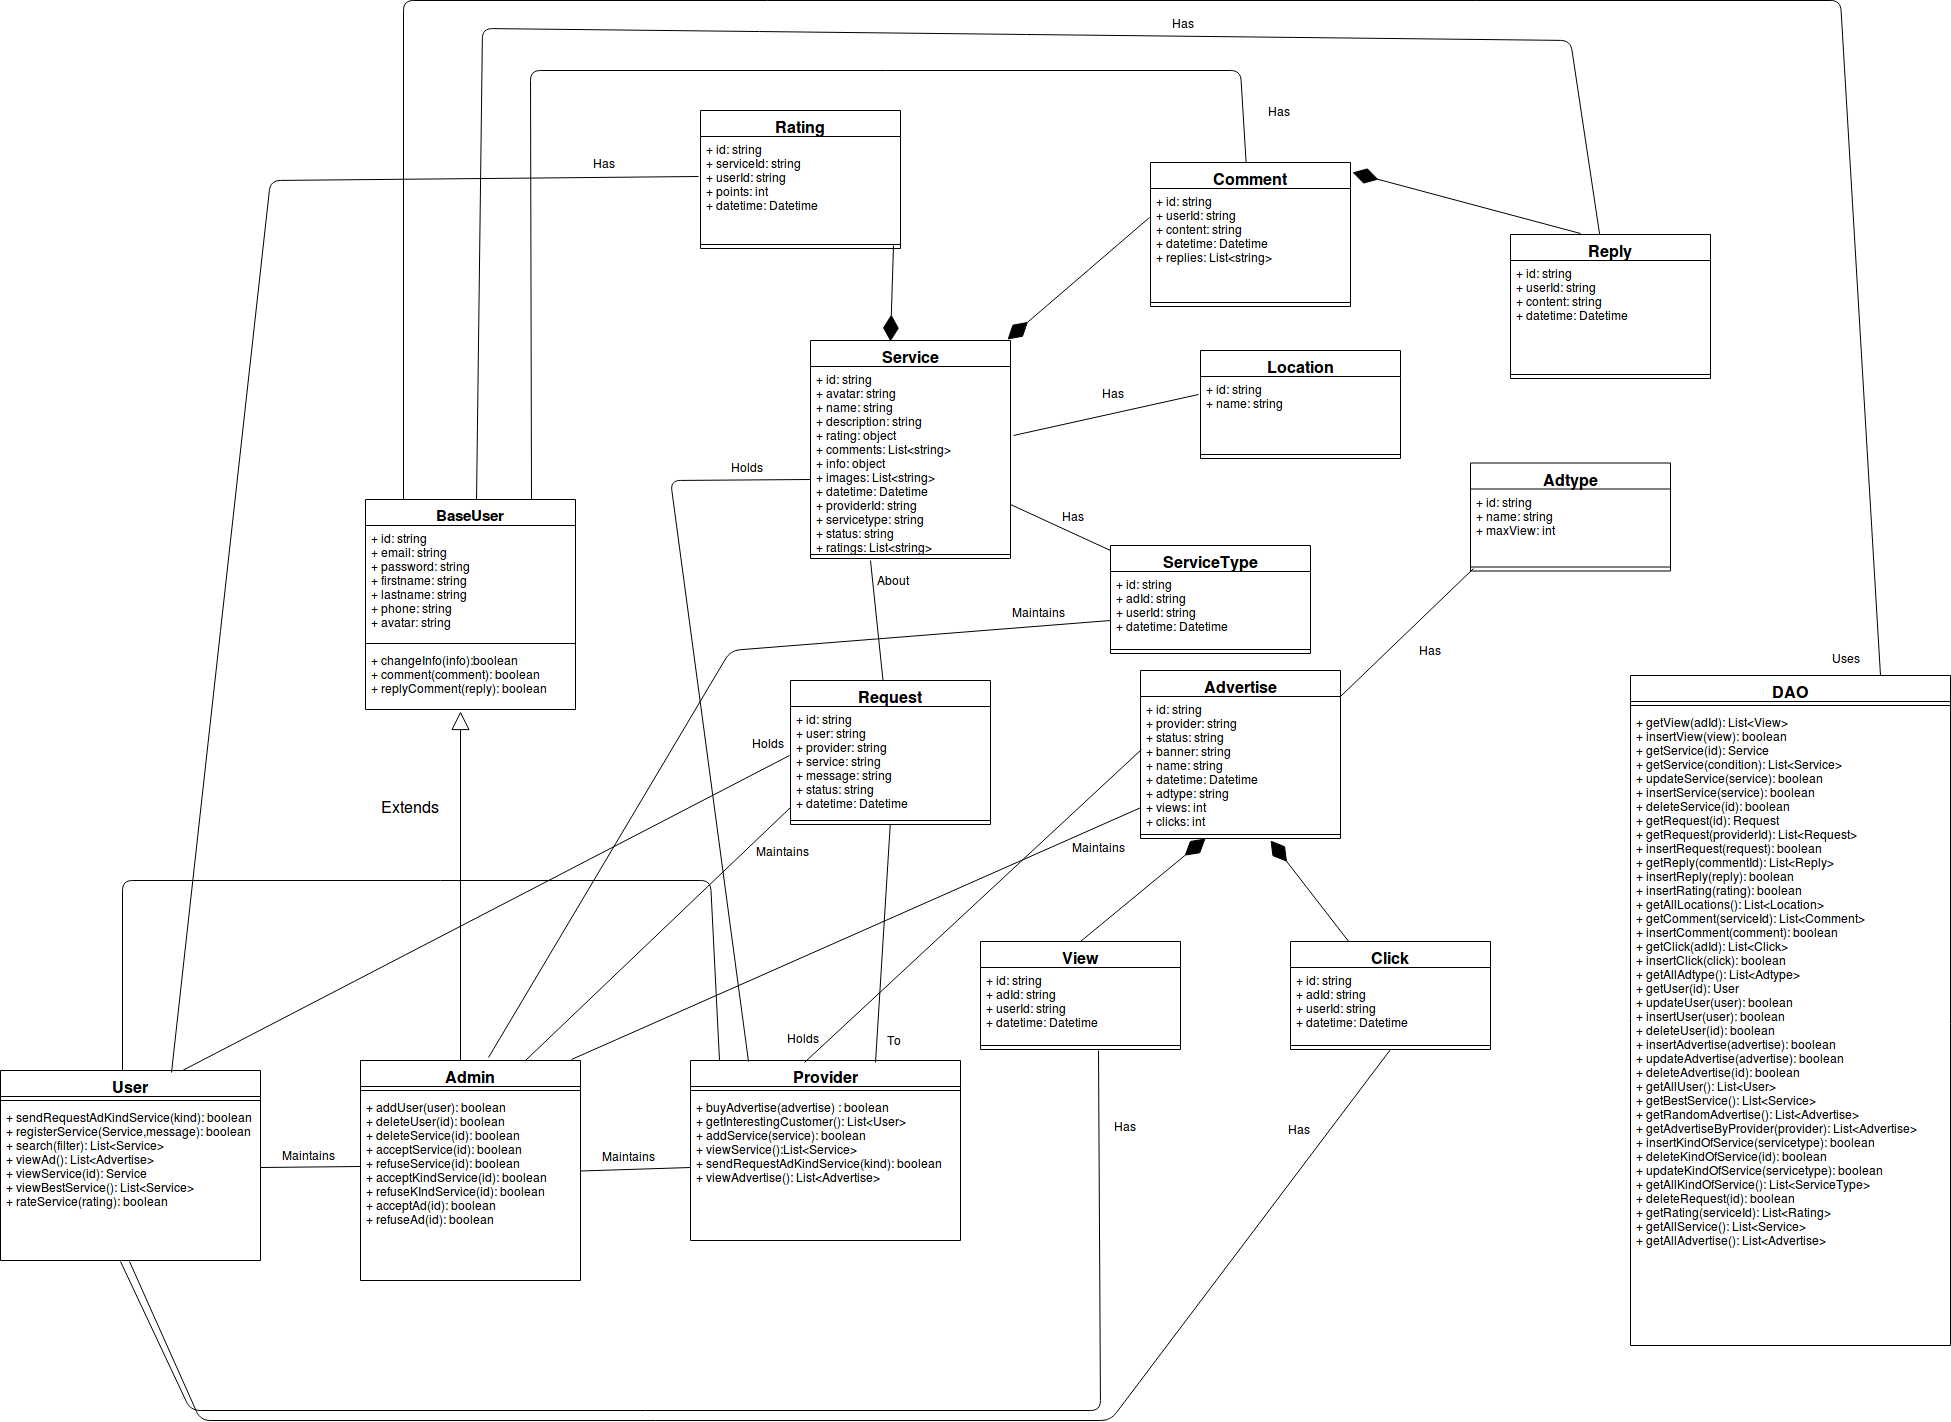 Has
Has
Rating
+ id: string
+ serviceId: string
+ userId: string
+ points: int
+ datetime: Datetime
Has
Comment
+ id: string
+ userId: string
+ content: string
+ datetime: Datetime
+ replies: List<string>
Reply
+ id: string
+ userId: string
+ content: string
+ datetime: Datetime
Service
+ id: string
+ avatar: string
+ name: string
+ description: string
+ rating: object
+ comments: List<string>
+ info: object
+ images: List<string>
+ datetime: Datetime
+ providerId: string
+ servicetype: string
+ status: string
+ ratings: List<string>
Location
+ id: string
+ name: string
Has
Holds
Has
Adtype
+ id: string
+ name: string
+ maxView: int
BaseUser
+ id: string
+ email: string
+ password: string
+ firstname: string
+ lastname: string
+ phone: string
+ avatar: string
+ changeInfo(info):boolean
+ comment(comment): boolean
+ replyComment(reply): boolean
ServiceType
+ id: string
+ adId: string
+ userId: string
+ datetime: Datetime
About
Maintains
Has
Uses
Request
+ id: string
+ user: string
+ provider: string
+ service: string
+ message: string
+ status: string
+ datetime: Datetime
Advertise
+ id: string
+ provider: string
+ status: string
+ banner: string
+ name: string
+ datetime: Datetime
+ adtype: string
+ views: int
+ clicks: int
DAO
+ getView(adId): List<View>
+ insertView(view): boolean
+ getService(id): Service
+ getService(condition): List<Service>
+ updateService(service): boolean
+ insertService(service): boolean
+ deleteService(id): boolean
+ getRequest(id): Request
+ getRequest(providerId): List<Request>
+ insertRequest(request): boolean
+ getReply(commentId): List<Reply>
+ insertReply(reply): boolean
+ insertRating(rating): boolean
+ getAllLocations(): List<Location>
+ getComment(serviceId): List<Comment>
+ insertComment(comment): boolean
+ getClick(adId): List<Click>
+ insertClick(click): boolean
+ getAllAdtype(): List<Adtype>
+ getUser(id): User
+ updateUser(user): boolean
+ insertUser(user): boolean
+ deleteUser(id): boolean
+ insertAdvertise(advertise): boolean
+ updateAdvertise(advertise): boolean
+ deleteAdvertise(id): boolean
+ getAllUser(): List<User>
+ getBestService(): List<Service>
+ getRandomAdvertise(): List<Advertise>
+ getAdvertiseByProvider(provider): List<Advertise>
+ insertKindOfService(servicetype): boolean
+ deleteKindOfService(id): boolean
+ updateKindOfService(servicetype): boolean
+ getAllKindOfService(): List<ServiceType>
+ deleteRequest(id): boolean
+ getRating(serviceId): List<Rating>
+ getAllService(): List<Service>
+ getAllAdvertise(): List<Advertise>
Holds
Extends
Maintains
Maintains
View
+ id: string
+ adId: string
+ userId: string
+ datetime: Datetime
Click
+ id: string
+ adId: string
+ userId: string
+ datetime: Datetime
Holds
To
User
+ sendRequestAdKindService(kind): boolean
+ registerService(Service,message): boolean
+ search(filter): List<Service>
+ viewAd(): List<Advertise>
+ viewService(id): Service
+ viewBestService(): List<Service>
+ rateService(rating): boolean
Maintains
Admin
+ addUser(user): boolean
+ deleteUser(id): boolean
+ deleteService(id): boolean
+ acceptService(id): boolean
+ refuseService(id): boolean
+ acceptKindService(id): boolean
+ refuseKIndService(id): boolean
+ acceptAd(id): boolean
+ refuseAd(id): boolean
Maintains
Provider
+ buyAdvertise(advertise) : boolean
+ getInterestingCustomer(): List<User>
+ addService(service): boolean
+ viewService():List<Service>
+ sendRequestAdKindService(kind): boolean
+ viewAdvertise(): List<Advertise>
Has
Has